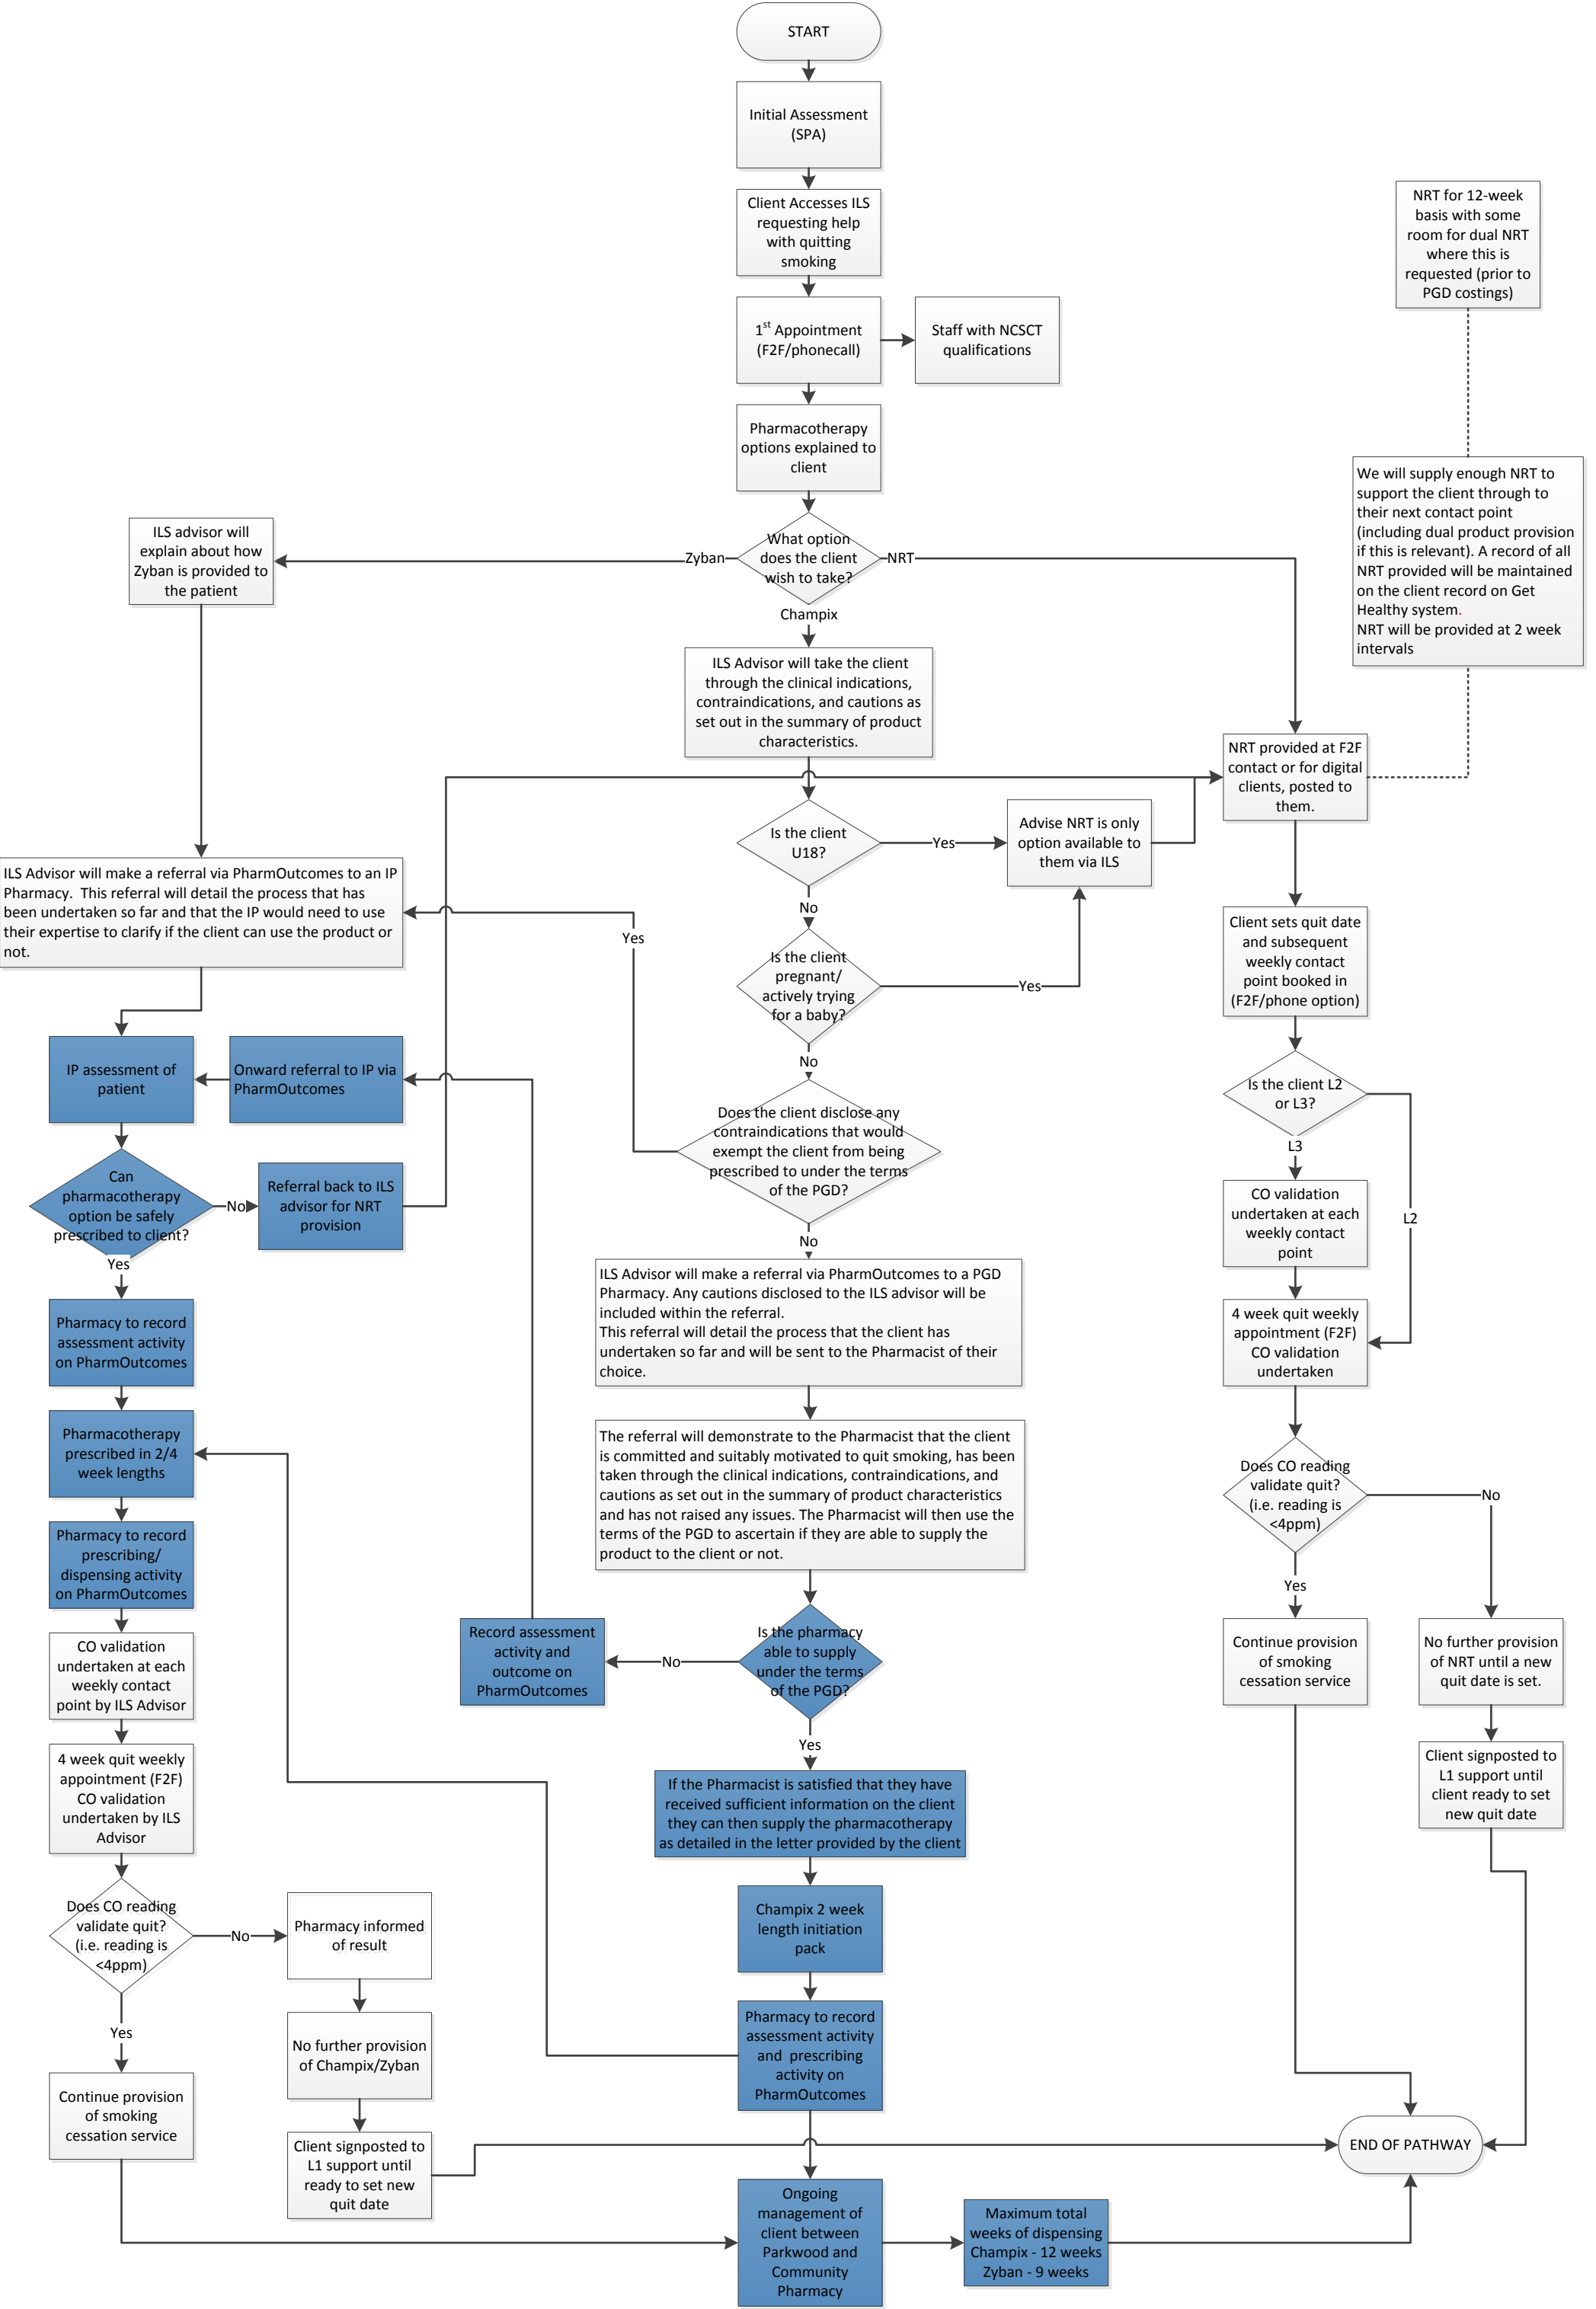 START
Initial Assessment
(SPA)
Client Accesses ILS
requesting help
with quitting
smoking
NRT for 12-week
basis with some
room for dual NRT
where this is
requested (prior to
PGD costings)
1st Appointment
(F2F/phonecall)
Staff with NCSCT
qualifications
Pharmacotherapy
options explained to
client
We will supply enough NRT to
support the client through to
their next contact point
(including dual product provision
if this is relevant). A record of all
NRT provided will be maintained
on the client record on Get
Healthy system.
NRT will be provided at 2 week
intervals
ILS advisor will
explain about how
Zyban is provided to
the patient
Zyban
What option
does the client
wish to take?
NRT
Champix
ILS Advisor will take the client
through the clinical indications,
contraindications, and cautions as
set out in the summary of product
characteristics.
NRT provided at F2F
contact or for digital
clients, posted to
them.
Is the client
U18?
Yes
Advise NRT is only
option available to
them via ILS
No
ILS Advisor will make a referral via PharmOutcomes to an IP
Pharmacy.  This referral will detail the process that has
been undertaken so far and that the IP would need to use
their expertise to clarify if the client can use the product or
not.
Yes
Is the client
pregnant/
actively trying
for a baby?
Yes
No
Client sets quit date
and subsequent
weekly contact
point booked in
(F2F/phone option)
IP assessment of
patient
Onward referral to IP via
PharmOutcomes
Is the client L2
or L3?
L3
L2
Does the client disclose any
contraindications that would
exempt the client from being
prescribed to under the terms
of the PGD?
No
Can
pharmacotherapy
option be safely
prescribed to client?
No
Referral back to ILS
advisor for NRT
provision
Yes
CO validation
undertaken at each
weekly contact
point
ILS Advisor will make a referral via PharmOutcomes to a PGD
Pharmacy. Any cautions disclosed to the ILS advisor will be
included within the referral.
This referral will detail the process that the client has
undertaken so far and will be sent to the Pharmacist of their
choice.
Pharmacy to record
assessment activity
on PharmOutcomes
4 week quit weekly
appointment (F2F)
CO validation
undertaken
Pharmacotherapy
prescribed in 2/4
week lengths
The referral will demonstrate to the Pharmacist that the client
is committed and suitably motivated to quit smoking, has been
taken through the clinical indications, contraindications, and
cautions as set out in the summary of product characteristics
and has not raised any issues. The Pharmacist will then use the
terms of the PGD to ascertain if they are able to supply the
product to the client or not.
Does CO reading
validate quit?
(i.e. reading is
<4ppm)
No
Yes
Pharmacy to record
prescribing/
dispensing activity
on PharmOutcomes
Record assessment
activity and
outcome on
PharmOutcomes
No
Is the pharmacy
able to supply
under the terms
of the PGD?
Yes
Continue provision
of smoking
cessation service
No further provision
of NRT until a new
quit date is set.
CO validation
undertaken at each
weekly contact
point by ILS Advisor
4 week quit weekly
appointment (F2F)
CO validation
undertaken by ILS
Advisor
If the Pharmacist is satisfied that they have
received sufficient information on the client
they can then supply the pharmacotherapy
as detailed in the letter provided by the client
Client signposted to
L1 support until
client ready to set
new quit date
Does CO reading
validate quit?
(i.e. reading is
<4ppm)
No
Pharmacy informed
of result
Champix 2 week
length initiation
pack
Yes
No further provision
of Champix/Zyban
Pharmacy to record
assessment activity
and  prescribing
activity on
PharmOutcomes
Continue provision
of smoking
cessation service
Client signposted to
L1 support until
ready to set new
quit date
END OF PATHWAY
Ongoing
management of
client between
Parkwood and
Community
Pharmacy
Maximum total
weeks of dispensing
Champix - 12 weeks
Zyban - 9 weeks